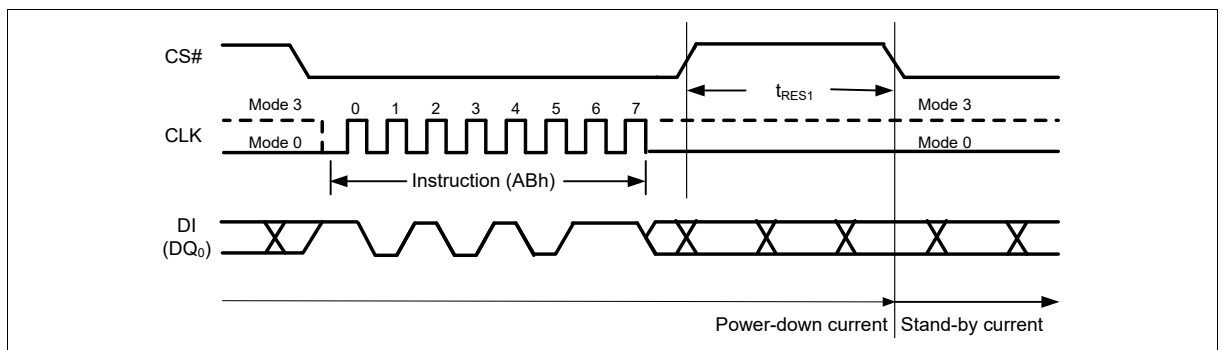 CS#
tRES1
Mode 3
0 1 2 3 4 5 6 7
Mode 3
CLK
Mode 0
Mode 0
Instruction (ABh)
DI
(DQ0)
Power-down current
Stand-by current